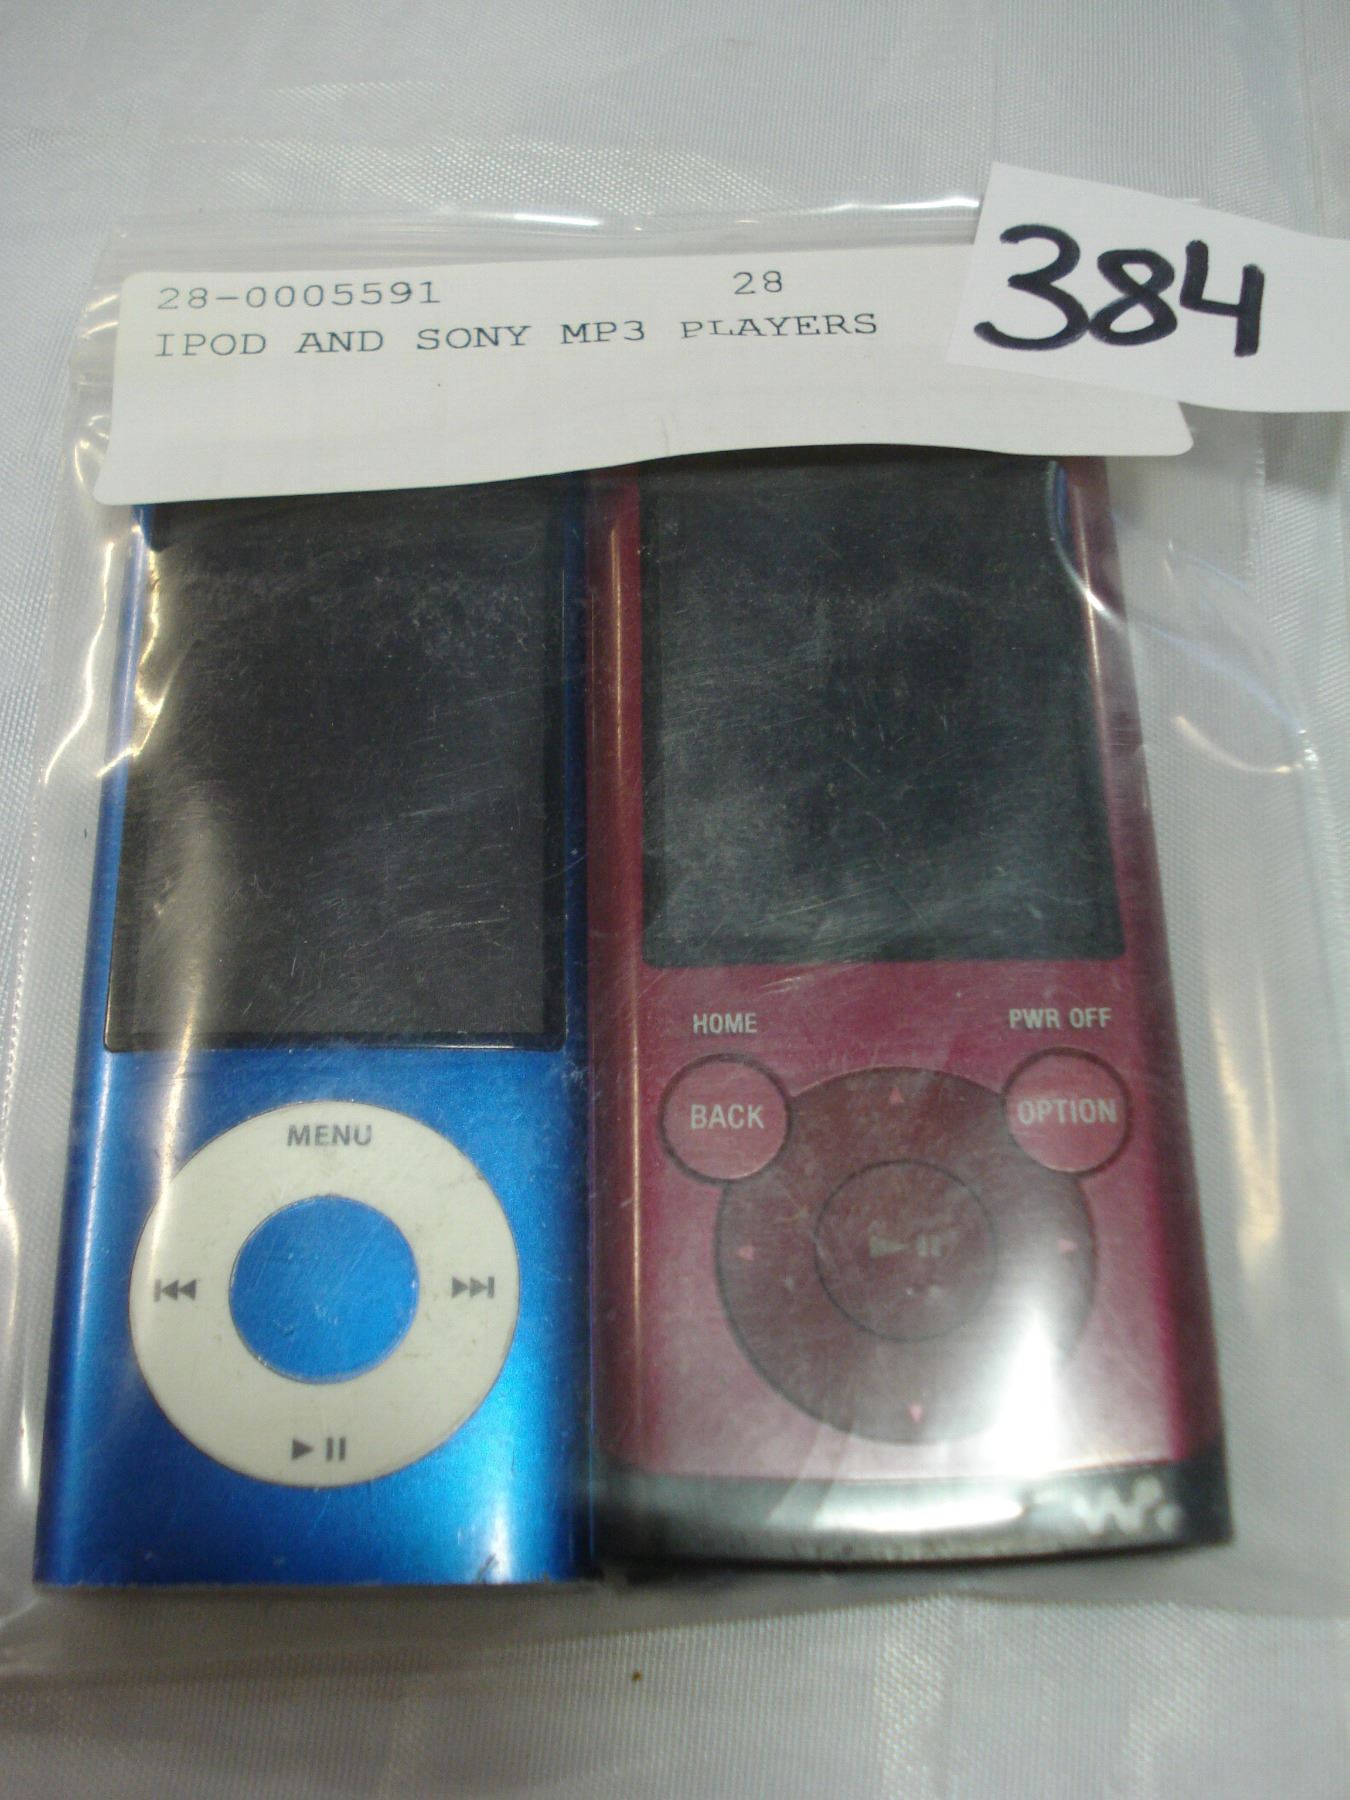 28-0005591 28
IPOD AND SONY MP3 PLAYERS
384
HOME PWR OFF
BACK OPTION
MENU